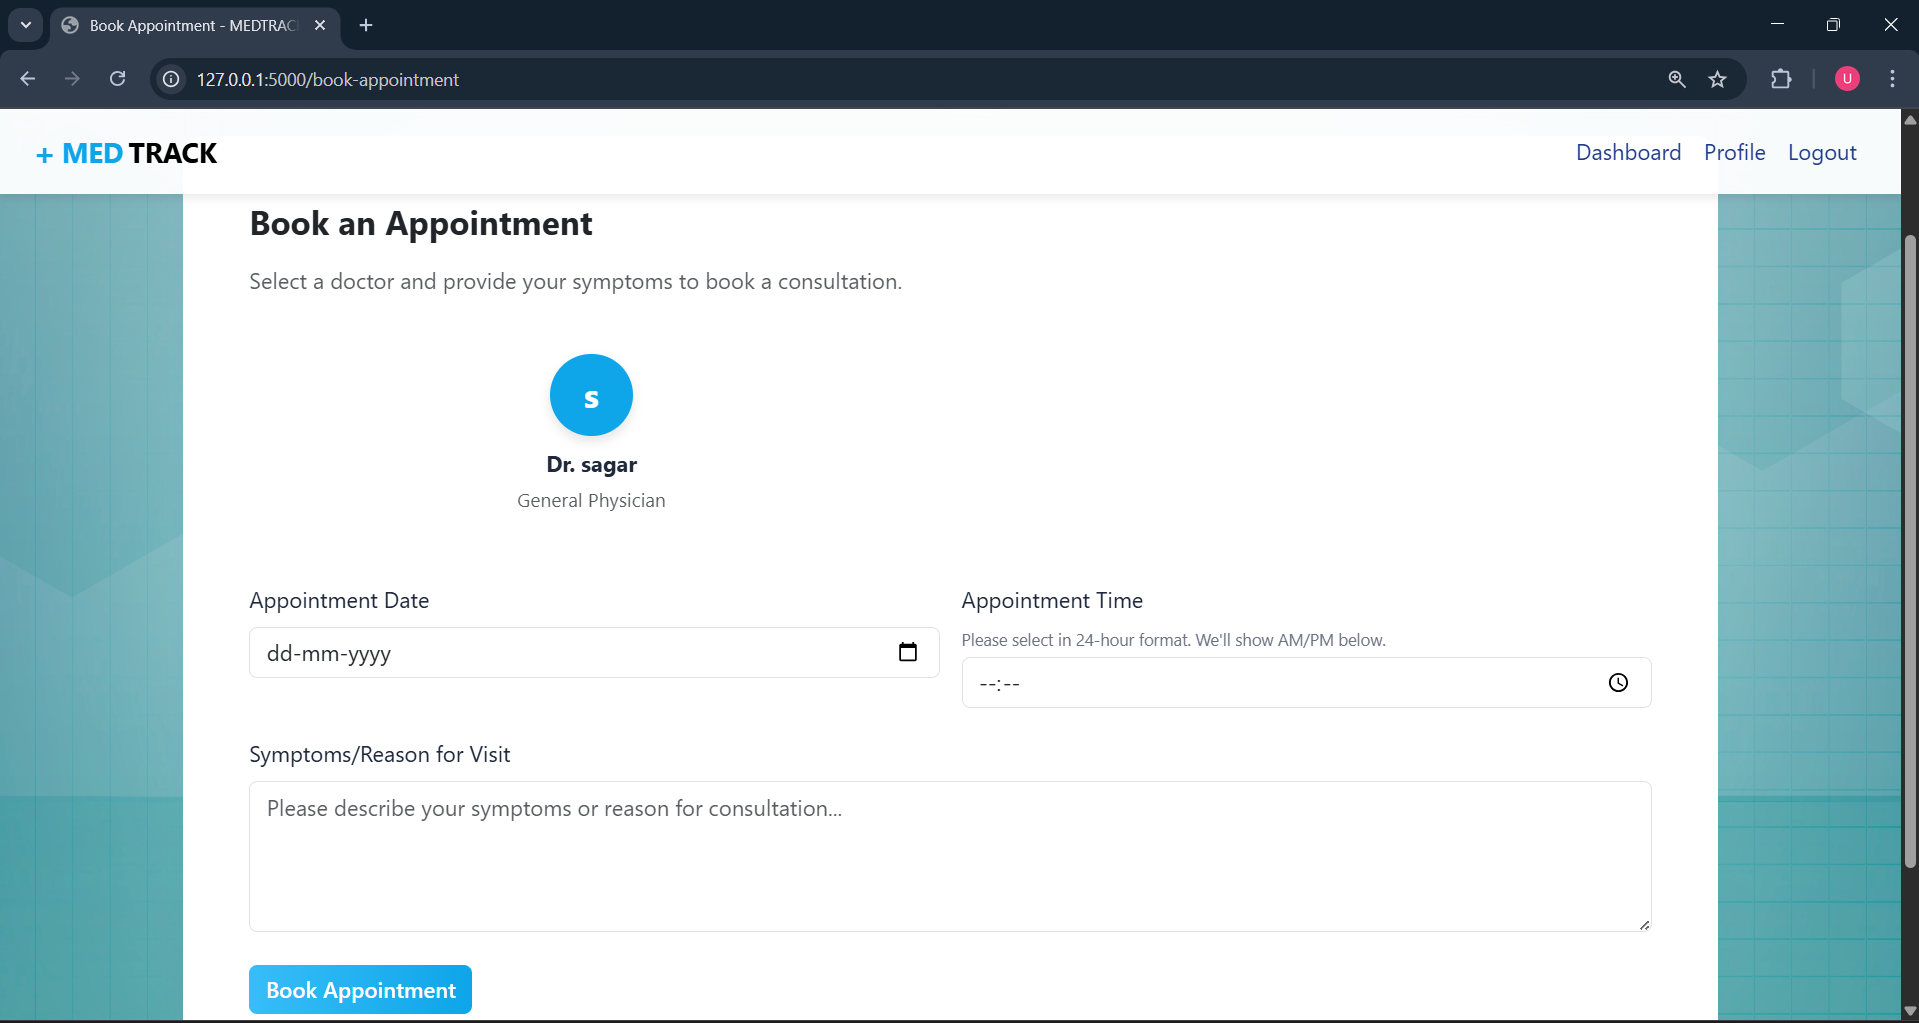 Book Appointment - MEDTRAC
127.0.0.1:5000/book-appointment
U
+ MED TRACK
Dashboard Profile Logout
Book an Appointment
Select a doctor and provide your symptoms to book a consultation.
s
Dr. sagar
General Physician
Appointment Date
Appointment Time
Please select in 24-hour format. We'll show AM/PM below.
dd-mm-yyyy
--:--
Symptoms/Reason for Visit
Please describe your symptoms or reason for consultation...
Book Appointment